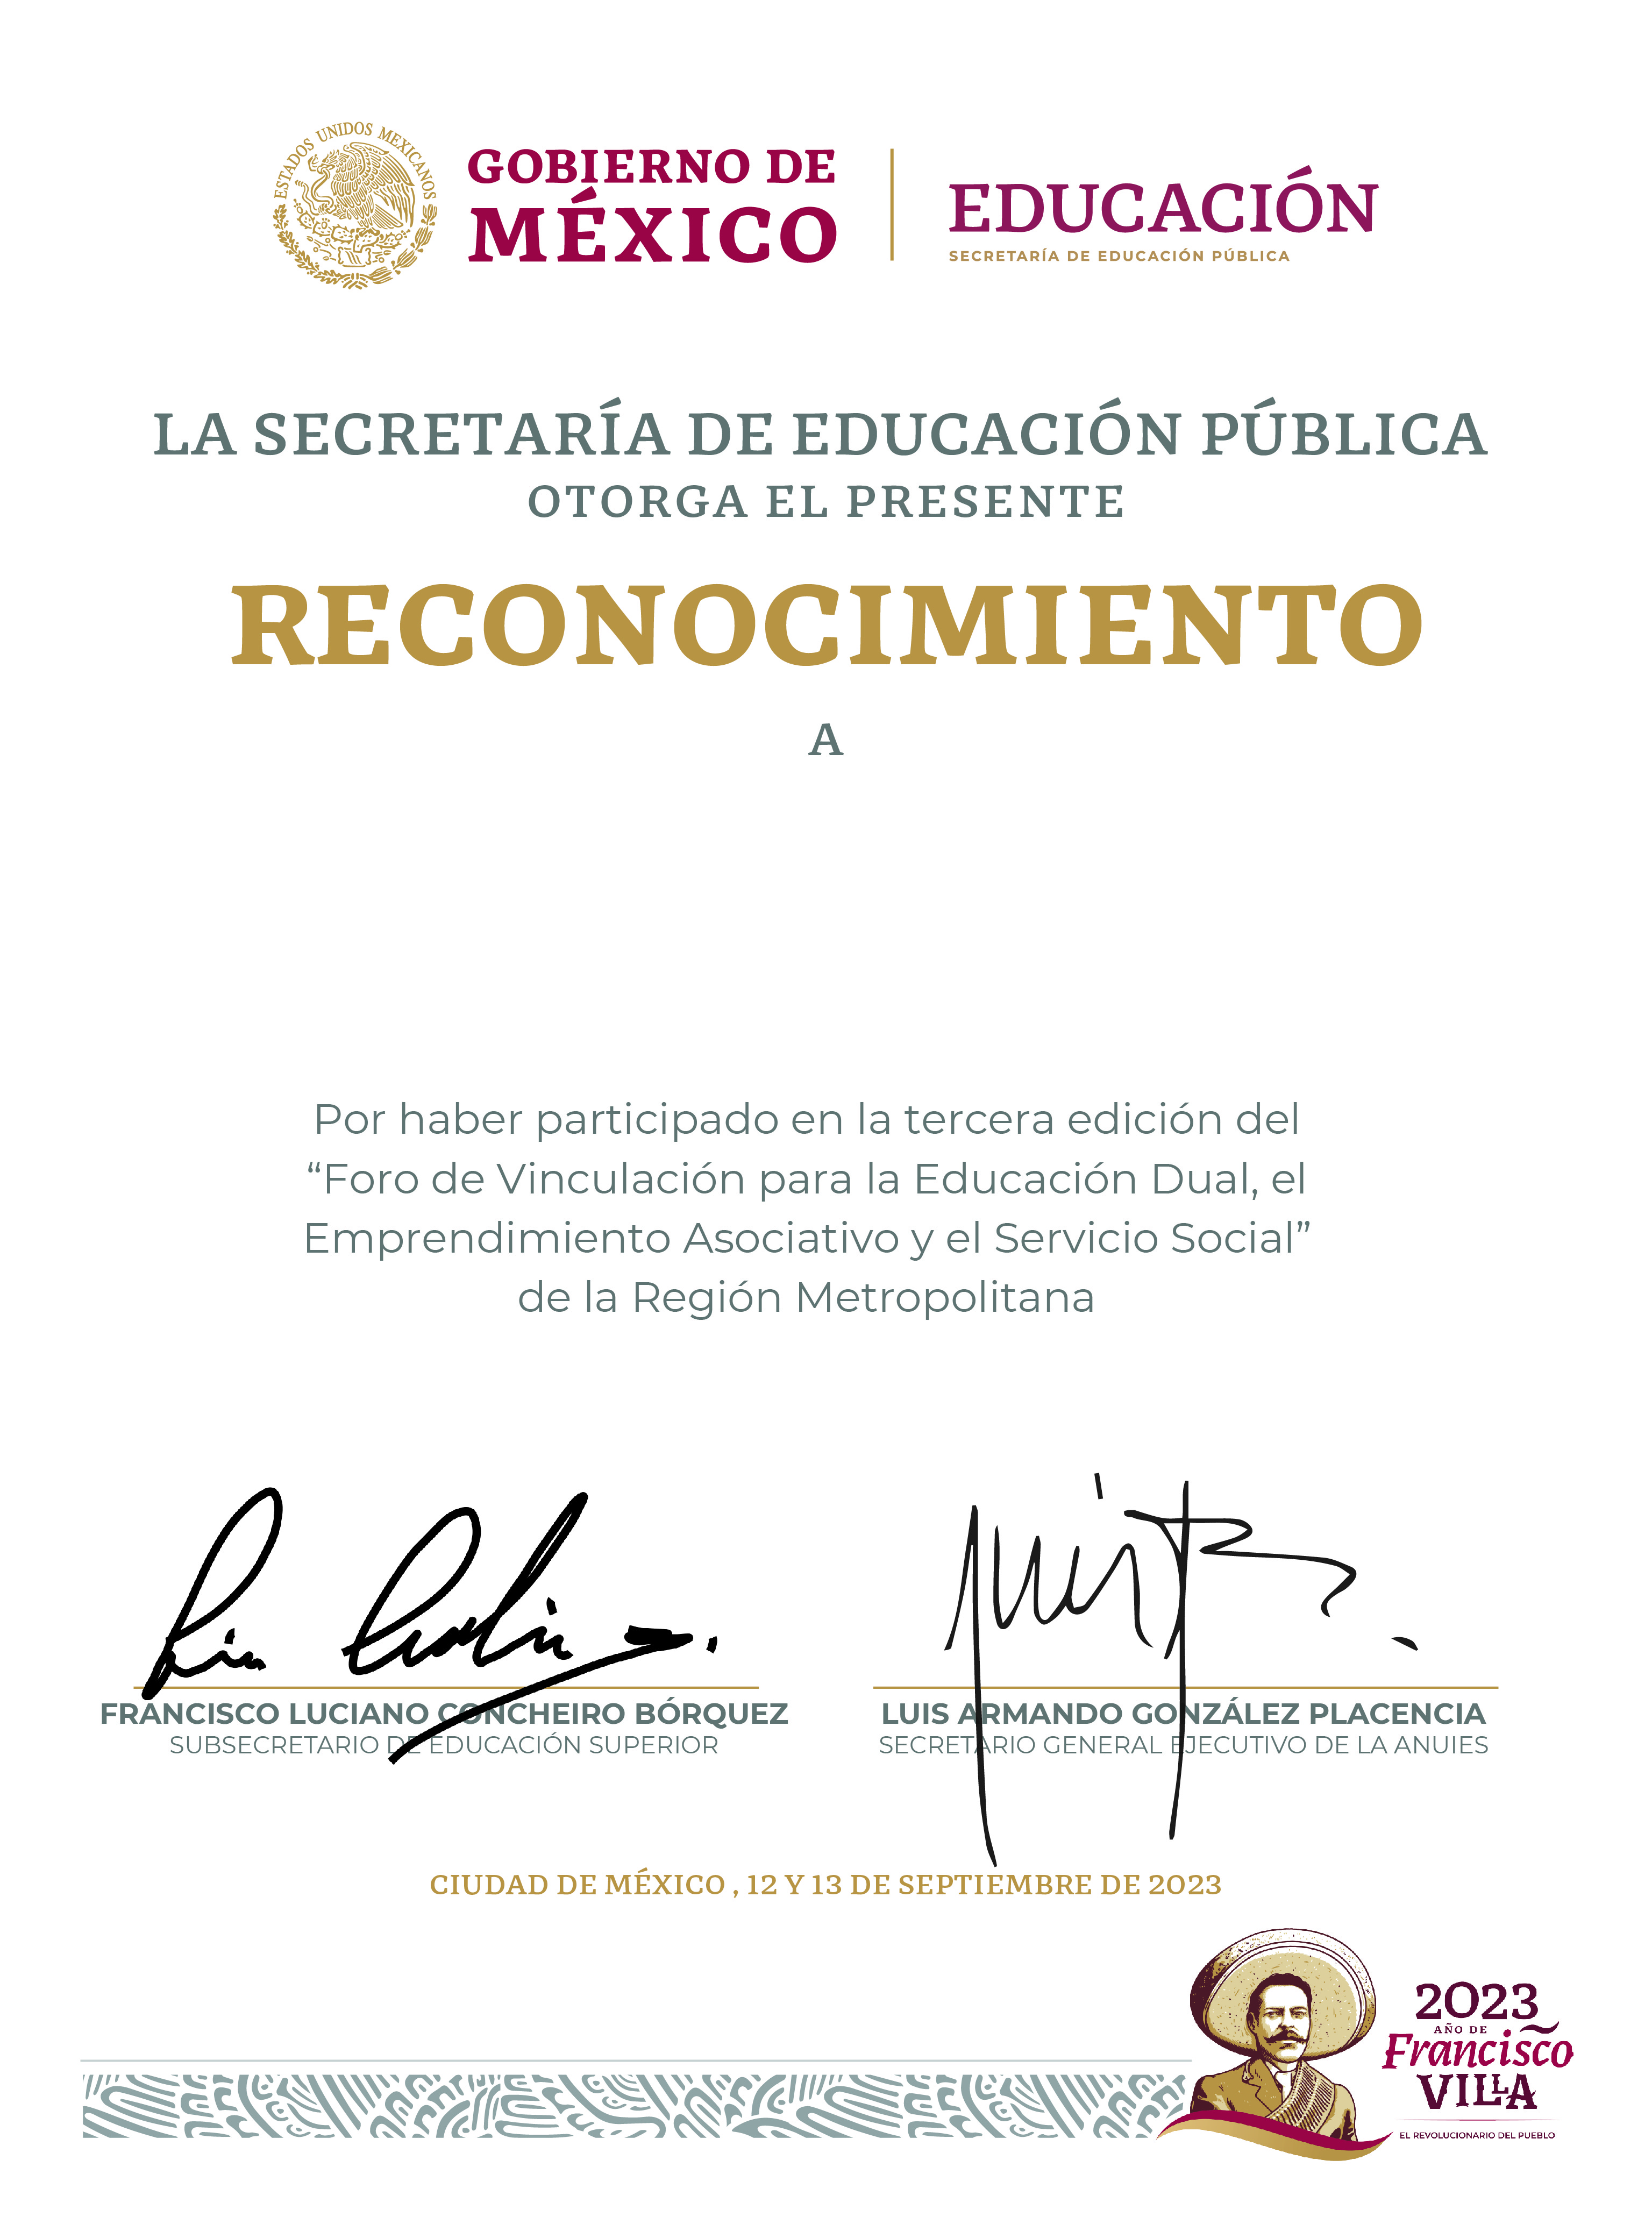 ESTADOS UNIDOS MEXICANOS
GOBIERNO DE
MÉXICO
EDUCACIÓN
SECRETARÍA DE EDUCACIÓN PÚBLICA
LA SECRETARÍA DE EDUCACIÓN PÚBLICA
OTORGA EL PRESENTE
RECONOCIMIENTO
A
Por haber participado en la tercera edición del
“Foro de Vinculación para la Educación Dual, el
Emprendimiento Asociativo y el Servicio Social”
de la Región Metropolitana
FRANCISCO LUCIANO CONCHEIRO BÓRQUEZ
SUBSECRETARIO DE EDUCACIÓN SUPERIOR
LUIS ARMANDO GONZÁLEZ PLACENCIA
SECRETARIO GENERAL EJECUTIVO DE LA ANUIES
CIUDAD DE MÉXICO , 12 Y 13 DE SEPTIEMBRE DE 2023
2023
AÑO DE
Francisco
VILLA
EL REVOLUCIONARIO DEL PUEBLO